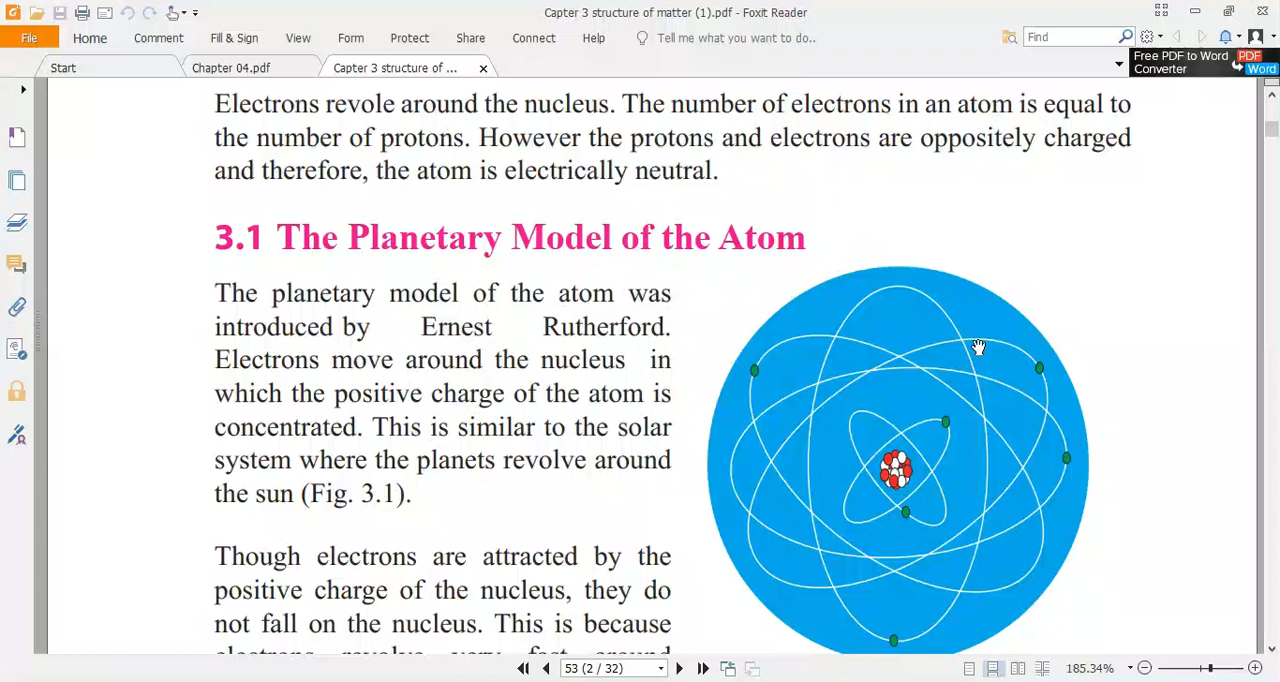 Capter 3 structure of matter (1).pdf - Foxit Reader
File Home Comment Fill & Sign View Form Protect Share Connect Help Tell me what you want to do.. Find
Start Chapter 04.pdf Capter 3 structure of ... Free PDF to Word PDF
Converter Word
Electrons revole around the nucleus. The number of electrons in an atom is equal to
the number of protons. However the protons and electrons are oppositely charged
and therefore, the atom is electrically neutral.
3.1 The Planetary Model of the Atom
The planetary model of the atom was
introduced by Ernest Rutherford.
Electrons move around the nucleus in
which the positive charge of the atom is
concentrated. This is similar to the solar
system where the planets revolve around
the sun (Fig. 3.1).
Though electrons are attracted by the
positive charge of the nucleus, they do
not fall on the nucleus. This is because
electrons revolve very fast around
53 (2 / 32) 185.34%